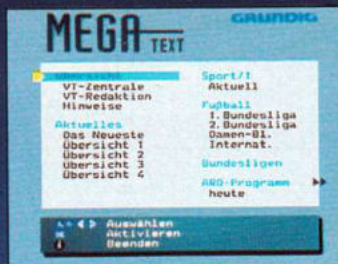 GRUNDIG
MEGA TEXT
Übersicht
VT-Zentrale
VT-Redaktion
Hinweise
Aktuelles
Das Neueste
Übersicht 1
Übersicht 2
Übersicht 3
Übersicht 4
Sport/I
Aktuell
Fußball
1.Bundesliga
2.Bundesliga
Damen-BL.
Internat.
Bundesligen
ARD-Programm
heute
Auswählen
OK Aktivieren
Beenden